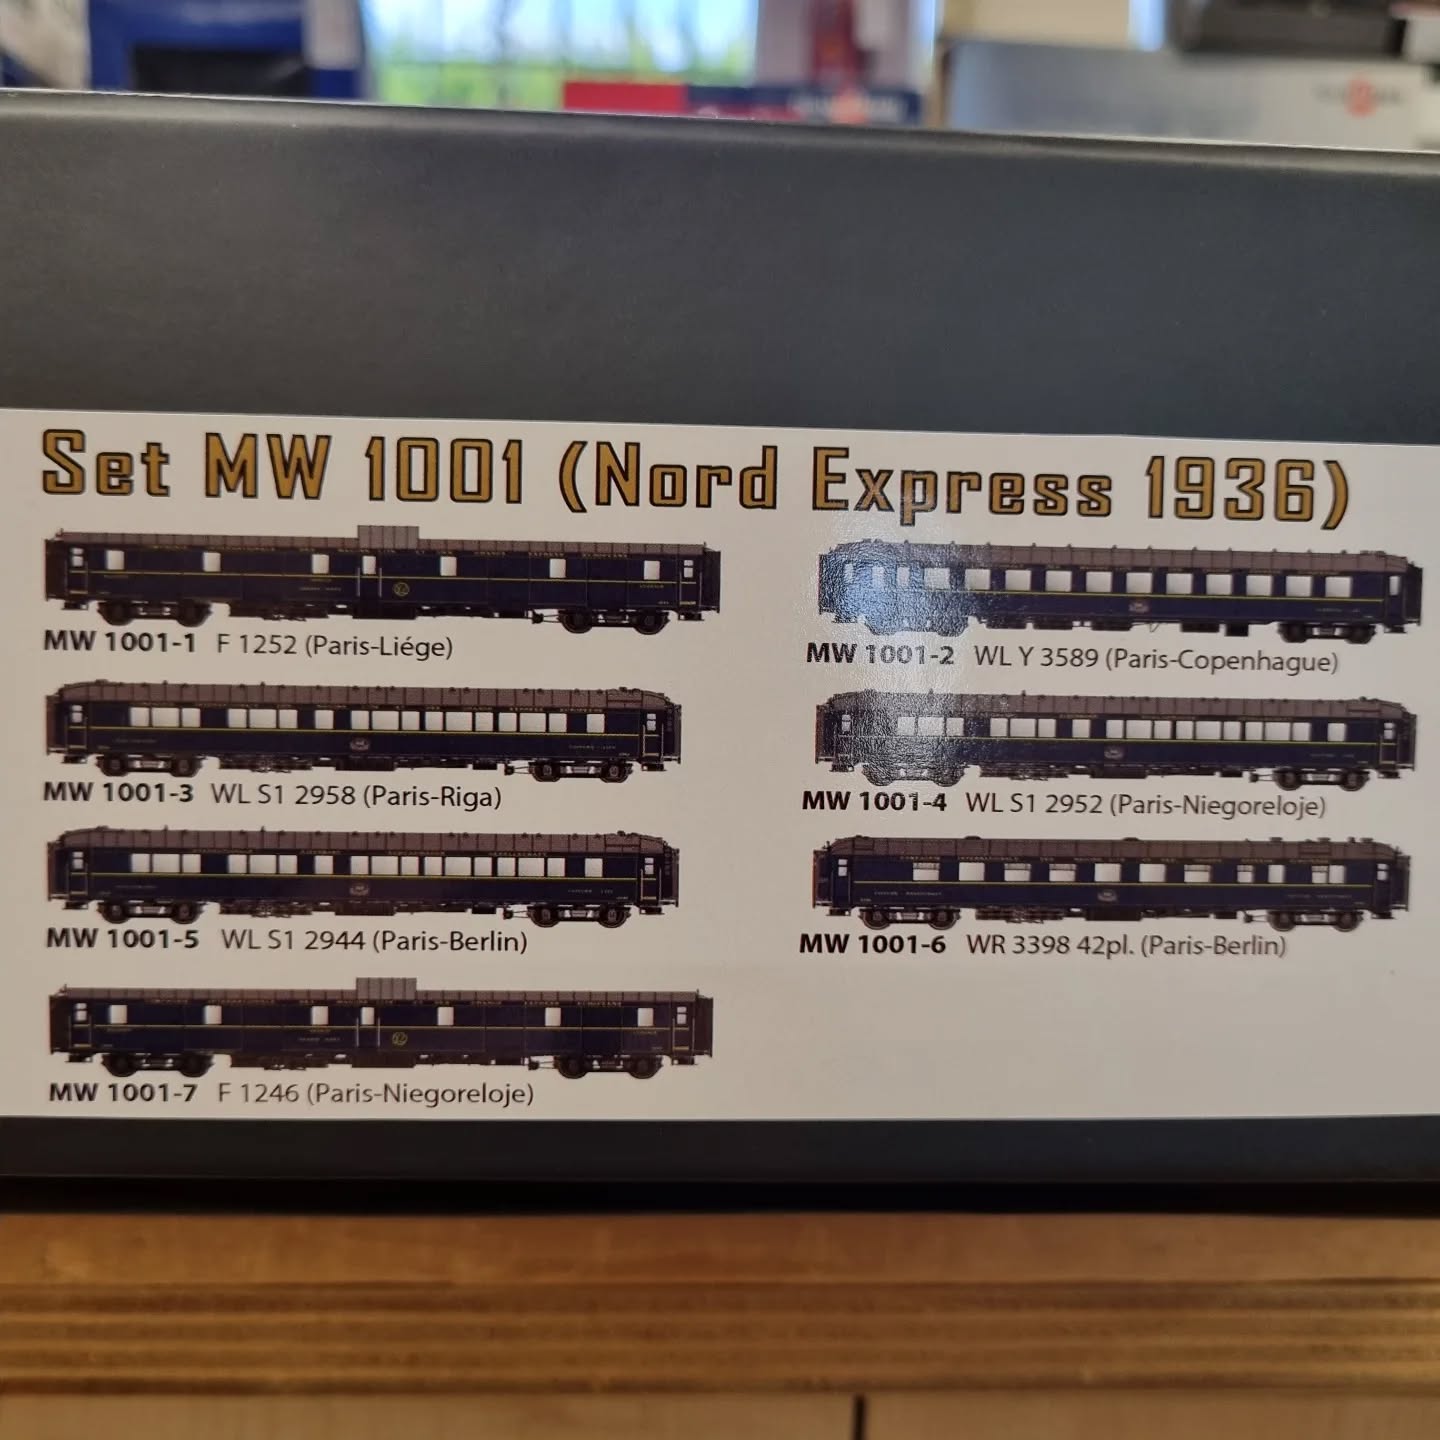 Set MW 1001 (Nord Express 1936)
MW 1001-1 F 1252 (Paris-Liége)
MW 1001-2 WL Y 3589 (Paris-Copenhague)
MW 1001-3 WL S1 2958 (Paris-Riga)
MW 1001-4 WL S1 2952 (Paris-Niegoreloje)
MW 1001-5 WL S1 2944 (Paris-Berlin)
MW 1001-6 WR 3398 42pl. (Paris-Berlin)
MW 1001-7 F 1246 (Paris-Niegoreloje)